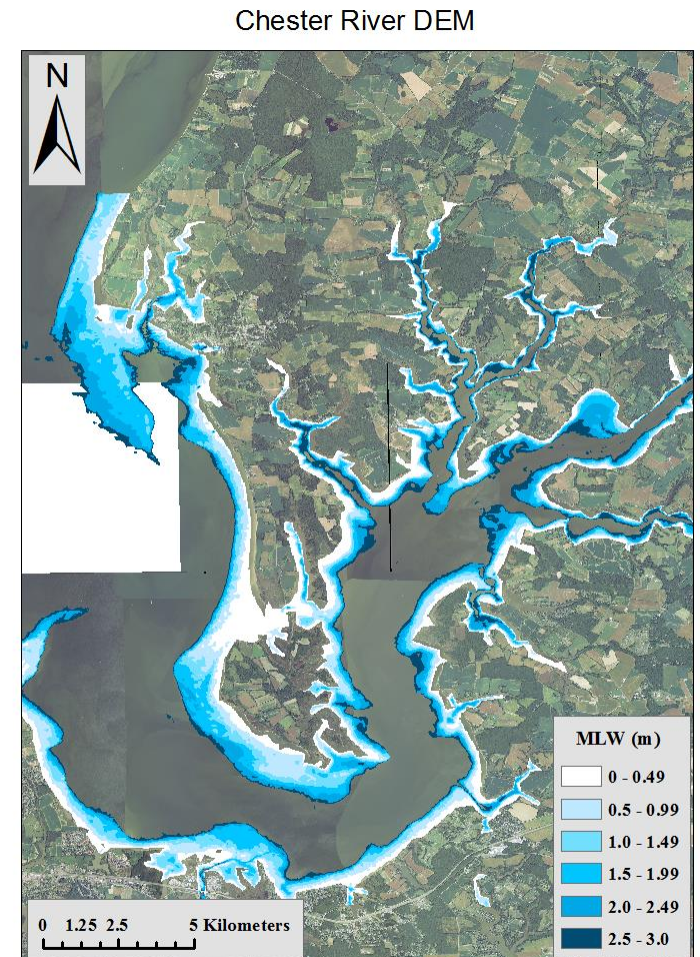 Chester River DEM
N
MLW (m)
0 - 0.49
0.5 - 0.99
1.0 - 1.49
1.5 - 1.99
2.0 - 2.49
2.5 - 3.0
0 1.25 2.5 5 Kilometers